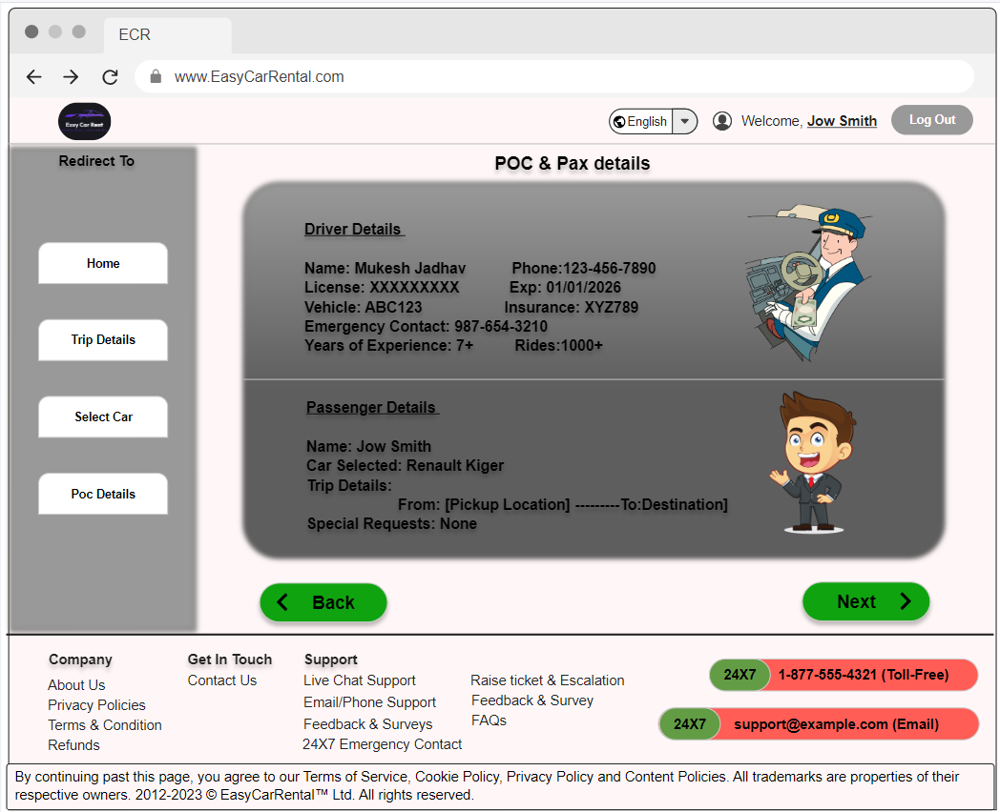 ECR
www.EasyCarRental.com
Easy Car Rent
English
Welcome, Jow Smith
Log Out
Redirect To
Home
Trip Details
Select Car
Poc Details
POC & Pax details
Driver Details
Name: Mukesh Jadhav Phone:123-456-7890
License: XXXXXXXXX Exp: 01/01/2026
Vehicle: ABC123 Insurance: XYZ789
Emergency Contact: 987-654-3210
Years of Experience: 7+ Rides:1000+
Passenger Details
Name: Jow Smith
Car Selected: Renault Kiger
Trip Details:
From: [Pickup Location] ---------To:Destination]
Special Requests: None
Back
Next
Company
About Us
Privacy Policies
Terms & Condition
Refunds
Get In Touch
Contact Us
Support
Live Chat Support
Email/Phone Support
Feedback & Surveys
24X7 Emergency Contact
Raise ticket & Escalation
Feedback & Survey
FAQs
24X7 1-877-555-4321 (Toll-Free)
24X7 support@example.com (Email)
By continuing past this page, you agree to our Terms of Service, Cookie Policy, Privacy Policy and Content Policies. All trademarks are properties of their
respective owners. 2012-2023 © EasyCarRental™ Ltd. All rights reserved.